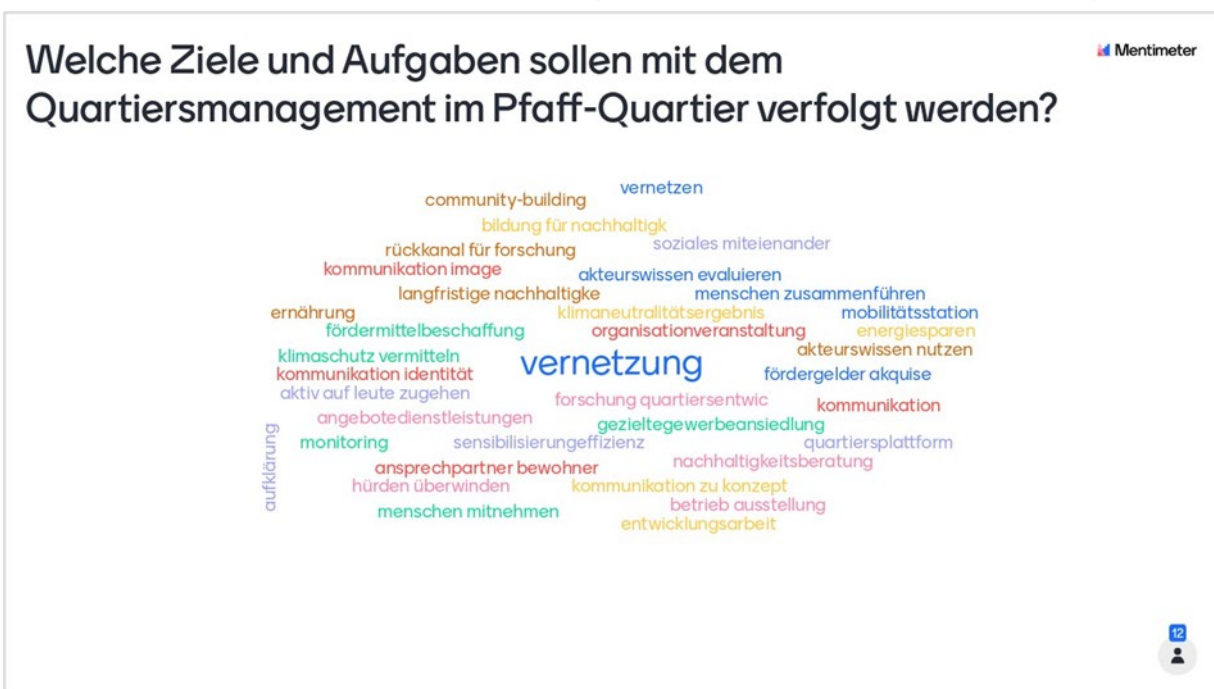 Welche Ziele und Aufgaben sollen mit dem
Quartiersmanagement im Pfaff-Quartier verfolgt werden?
Mentimeter
vernetzen
community-building
bildung für nachhaltigk
soziales miteienander
rückkanal für forschung
kommunikation image
akteurswissen evaluieren
langfristige nachhaltigke
menschen zusammenführen
ernährung
klimaneutralitätsergebnis
mobilitätsstation
fördermittelbeschaffung
organisationveranstaltung
energiesparen
akteurswissen nutzen
klimaschutz vermitteln
vernetzung
kommunikation identität
fördergelder akquise
aktiv auf leute zugehen
forschung quartiersentwic
kommunikation
angebotedienstleistungen
gezieltegewerbeansiedlung
monitoring
sensibilisierungeffizienz
quartiersplattform
aufklärung
ansprechpartner bewohner
nachhaltigkeitsberatung
hürden überwinden
kommunikation zu konzept
menschen mitnehmen
betrieb ausstellung
entwicklungsarbeit
12